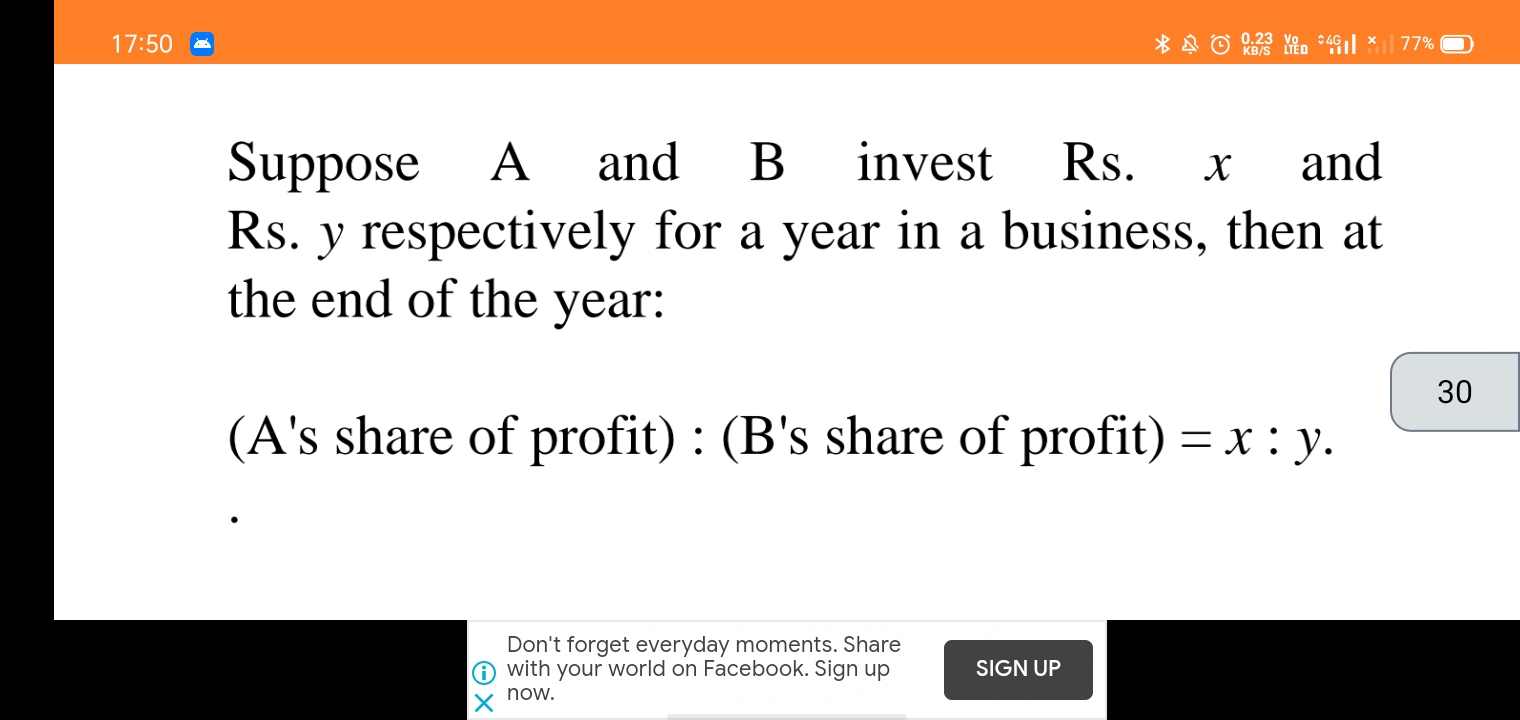 17:50 0.23 KB/S Vo LTE 4G x 77%
Suppose A and B invest Rs. x and
Rs. y respectively for a year in a business, then at
the end of the year:
30
(A's share of profit) : (B's share of profit) = x : y.
.
Don't forget everyday moments. Share
with your world on Facebook. Sign up
now.
SIGN UP